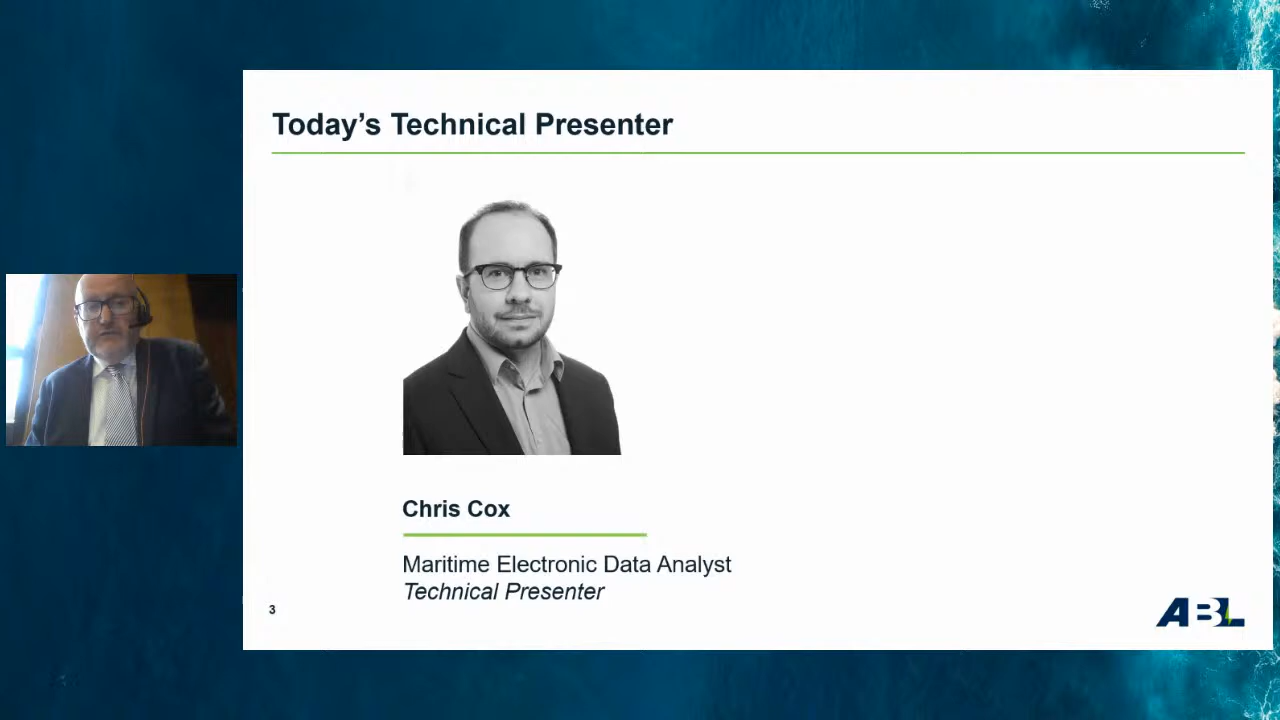 Today’s Technical Presenter
Chris Cox
Maritime Electronic Data Analyst
Technical Presenter
3
ABL